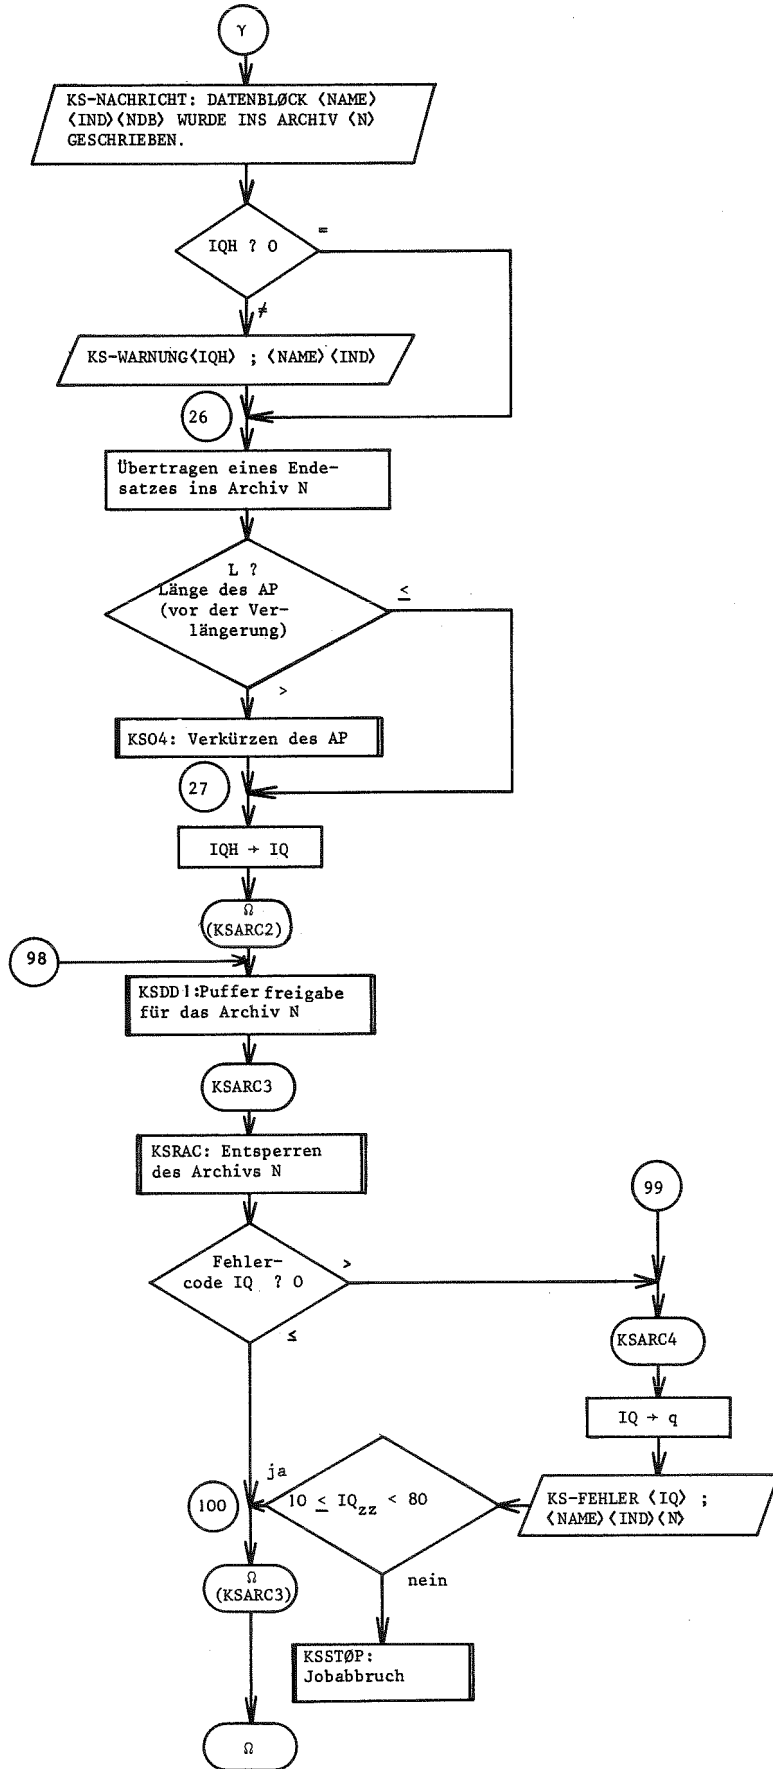 γ
KS-NACHRICHT: DATENBLØCK ⟨NAME⟩
⟨IND⟩⟨NDB⟩ WURDE INS ARCHIV ⟨N⟩
GESCHRIEBEN.
=
IQH ? 0
≠
KS-WARNUNG⟨IQH⟩ ; ⟨NAME⟩⟨IND⟩
26
Übertragen eines Ende-
satzes ins Archiv N
L ?
Länge des AP
(vor der Ver-
längerung)
≤
>
KS04: Verkürzen des AP
27
IQH → IQ
Ω
(KSARC2)
98
KSDD1:Puffer freigabe
für das Archiv N
KSARC3
KSRAC: Entsperren
des Archivs N
99
Fehler-
code IQ ? 0
>
≤
KSARC4
IQ → q
ja
100
10 ≤ IQzz < 80
KS-FEHLER ⟨IQ⟩ ;
⟨NAME⟩⟨IND⟩⟨N⟩
nein
Ω
(KSARC3)
KSSTØP:
Jobabbruch
Ω